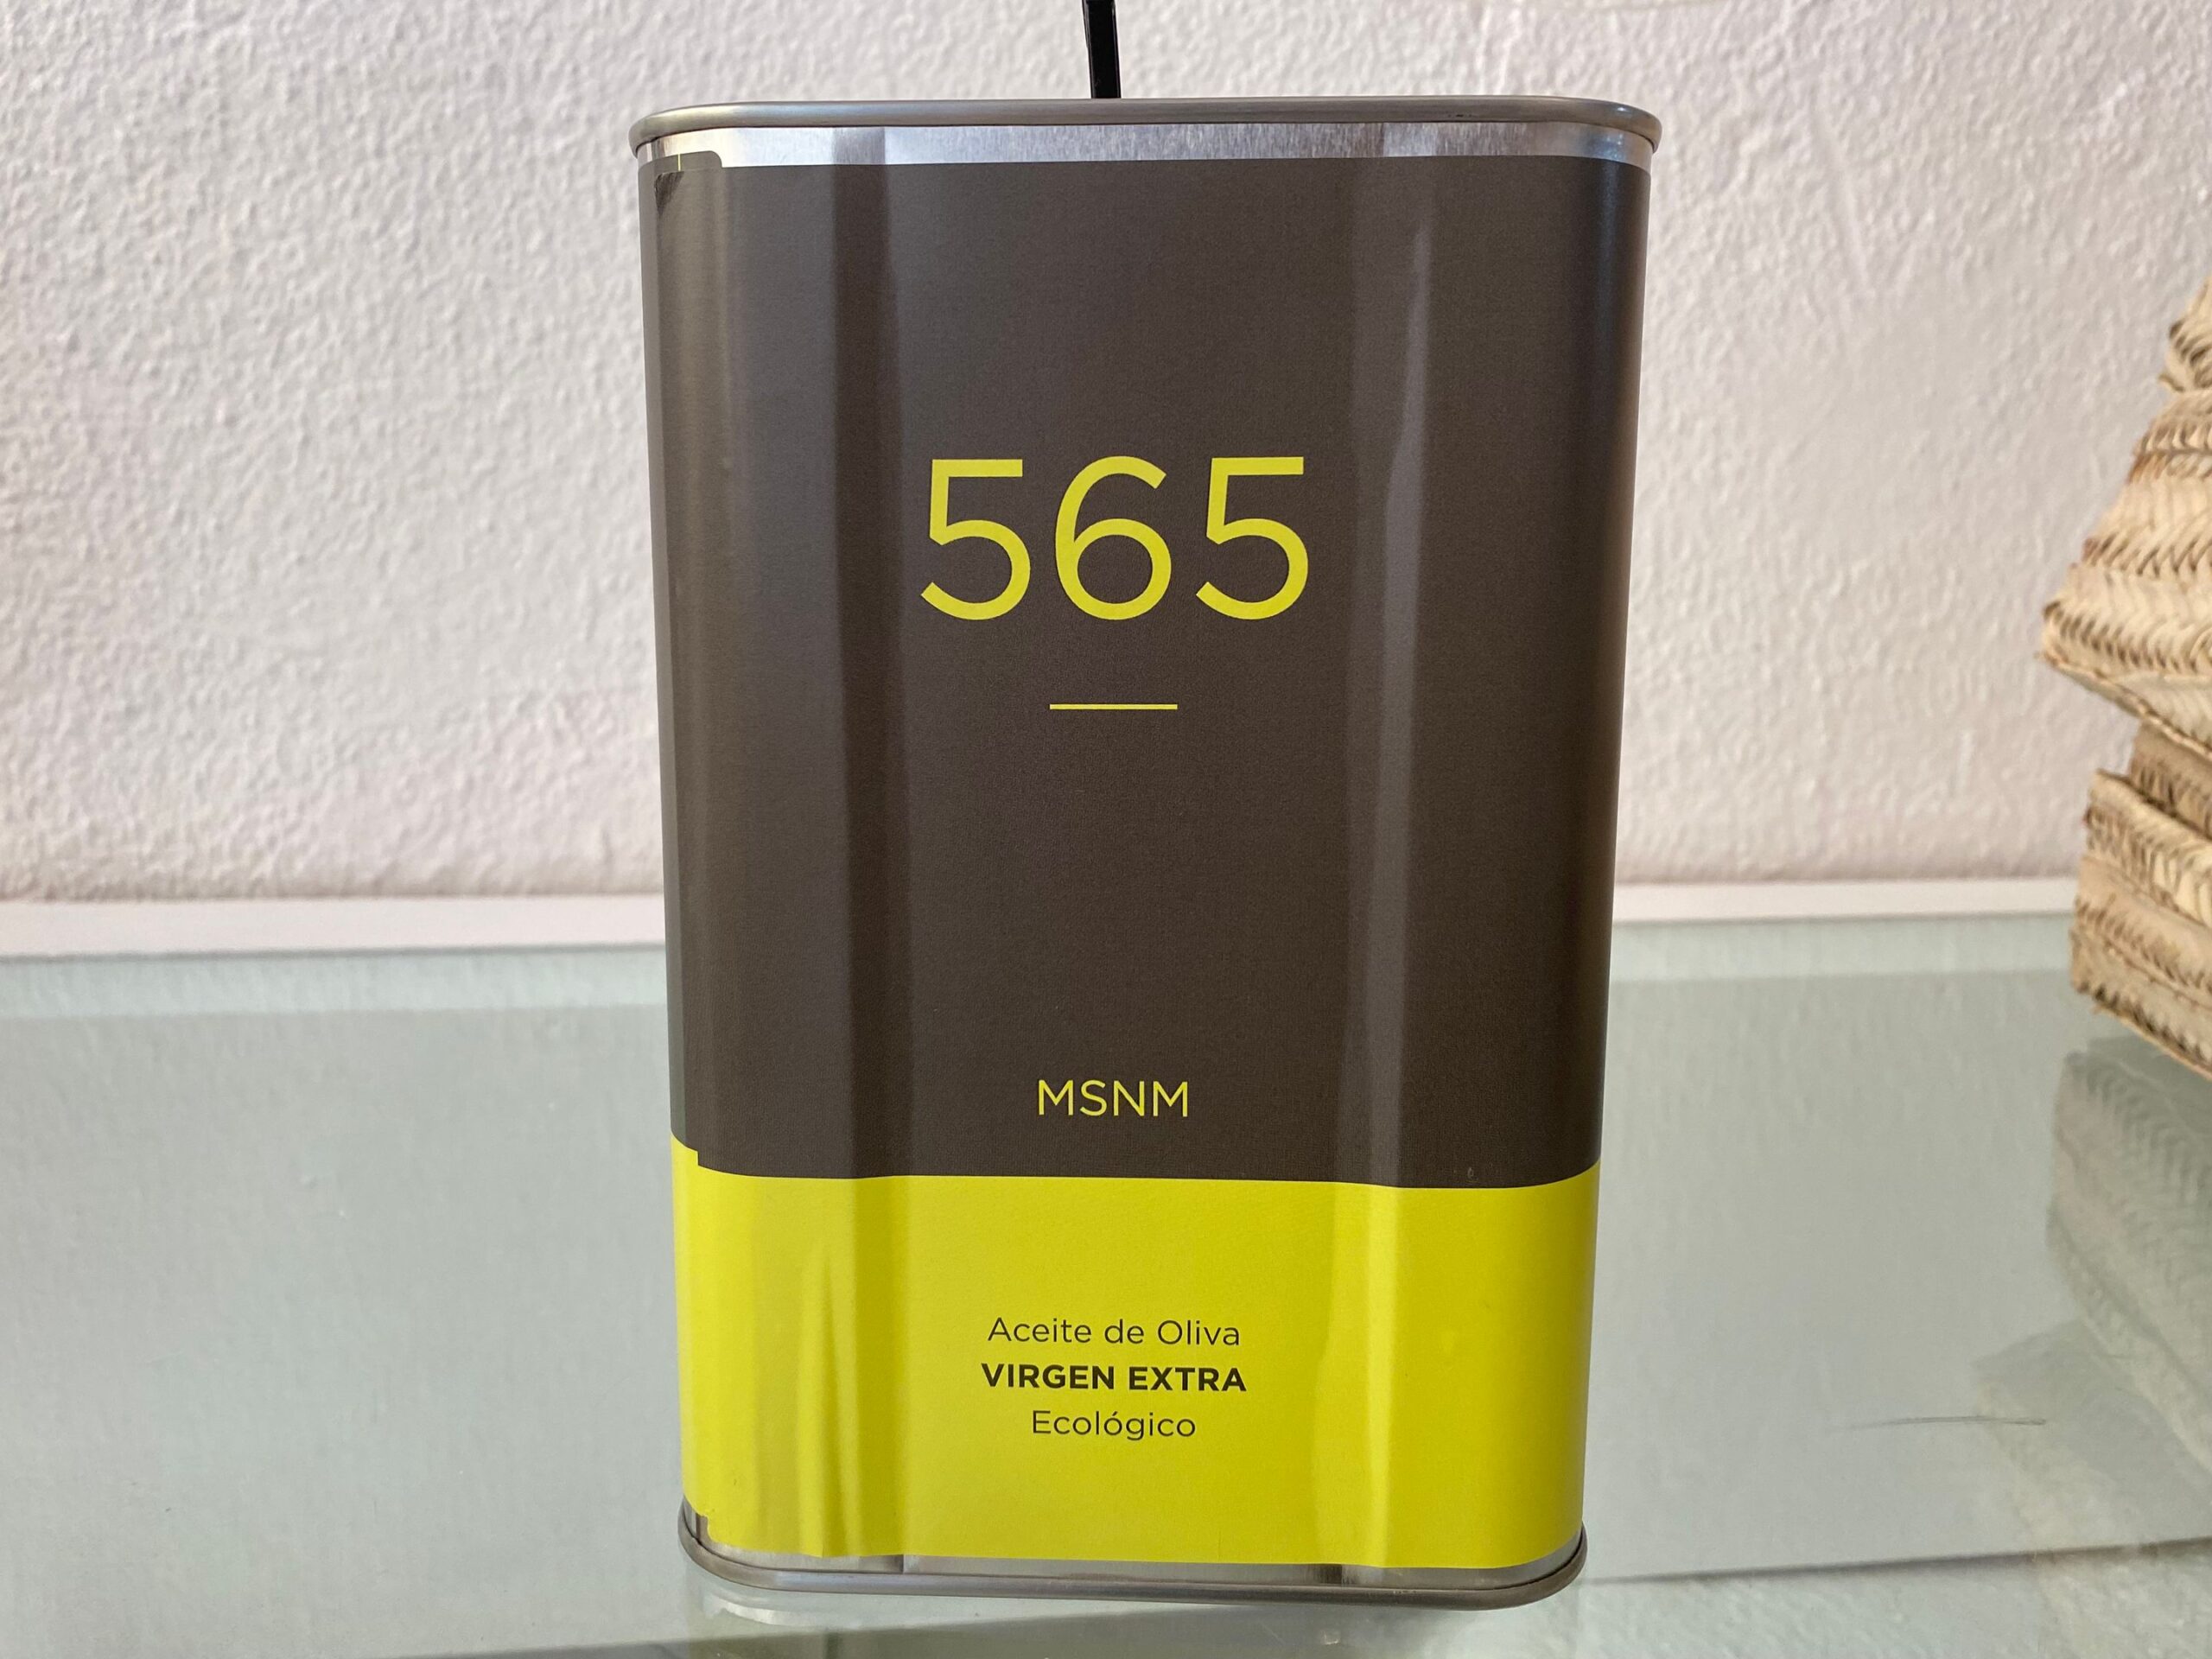 565
MSNM
Aceite de Oliva
VIRGEN EXTRA
Ecológico